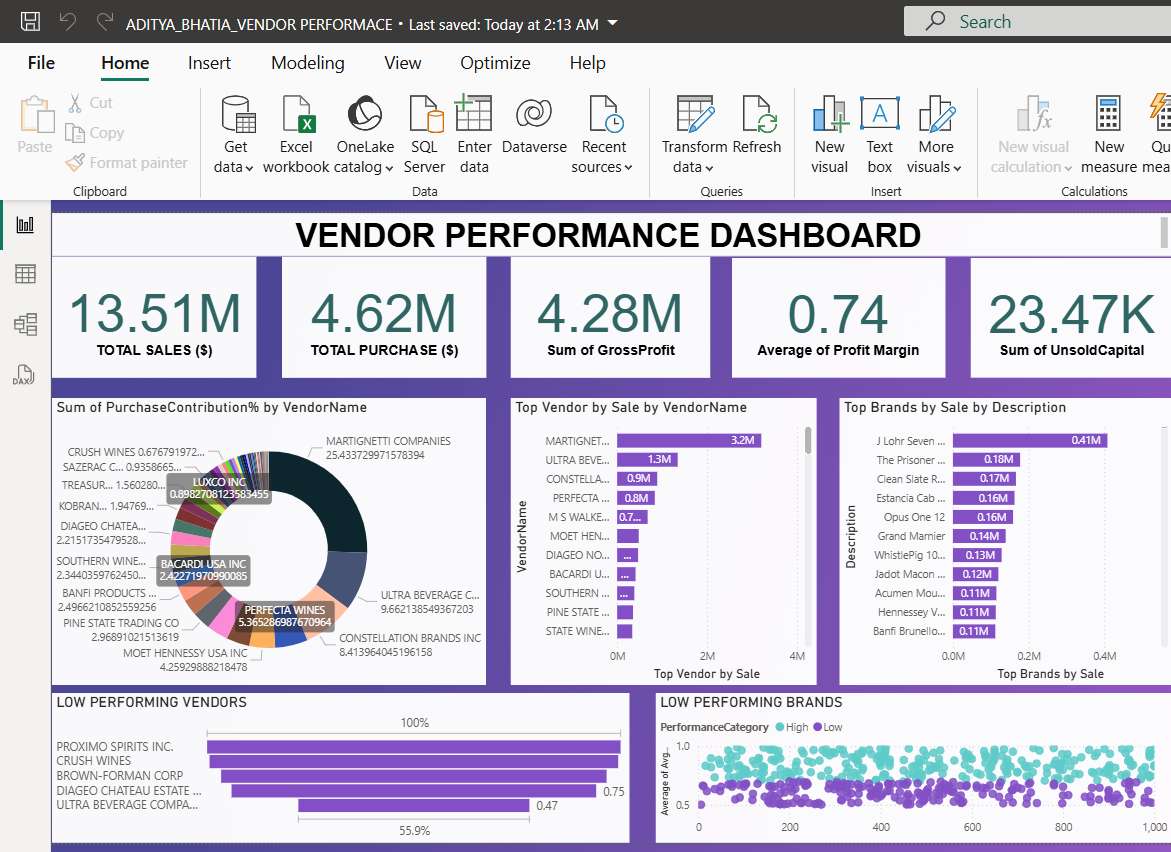 ADITYA_BHATIA_VENDOR PERFORMACE • Last saved: Today at 2:13 AM
Search
File Home Insert Modeling View Optimize Help
Paste
Cut
Copy
Format painter
Clipboard
Get data
Excel workbook
OneLake catalog
SQL Server
Enter data
Dataverse
Recent sources
Data
Transform data
Refresh
Queries
New visual
Text box
More visuals
Insert
New visual calculation
New measure
Calculations
DAX
VENDOR PERFORMANCE DASHBOARD
13.51M
TOTAL SALES ($)
4.62M
TOTAL PURCHASE ($)
4.28M
Sum of GrossProfit
0.74
Average of Profit Margin
23.47K
Sum of UnsoldCapital
Sum of PurchaseContribution% by VendorName
MARTIGNETTI COMPANIES
25.433729971578394
CRUSH WINES 0.676791972...
SAZERAC C... 0.9358665...
LUXCO INC
0.8982708123583455
TREASUR... 1.560280...
KOBRAN... 1.94769...
DIAGEO CHATEA...
2.2151735479528...
SOUTHERN WINE...
2.3440359762450...
BACARDI USA INC
2.42271970990085
BANFI PRODUCTS ...
2.4966210852559256
PINE STATE TRADING CO
2.96891021513619
MOET HENNESSY USA INC
4.25929888218478
PERFECTA WINES
5.365286987670964
ULTRA BEVERAGE C...
9.662138549367203
CONSTELLATION BRANDS INC
8.413964045196158
Top Vendor by Sale by VendorName
VendorName
MARTIGNET... 3.2M
ULTRA BEVE... 1.3M
CONSTELLA... 0.9M
PERFECTA ... 0.8M
M S WALKE... 0.7...
MOET HEN...
DIAGEO NO... ...
BACARDI U... ...
SOUTHERN ... ...
PINE STATE ...
STATE WINE...
0M 2M 4M
Top Vendor by Sale
Top Brands by Sale by Description
Description
J Lohr Seven ... 0.41M
The Prisoner ... 0.18M
Clean Slate R... 0.17M
Estancia Cab ... 0.16M
Opus One 12 0.16M
Grand Marnier 0.14M
WhistlePig 10... 0.13M
Jadot Macon ... 0.12M
Acumen Mou... 0.11M
Hennessy V... 0.11M
Banfi Brunello... 0.11M
0.0M 0.2M 0.4M
Top Brands by Sale
LOW PERFORMING VENDORS
100%
PROXIMO SPIRITS INC.
CRUSH WINES
BROWN-FORMAN CORP
DIAGEO CHATEAU ESTATE ... 0.75
ULTRA BEVERAGE COMPA... 0.47
55.9%
LOW PERFORMING BRANDS
PerformanceCategory High Low
Average of Avg...
1.0
0.5
0 200 400 600 800 1,000